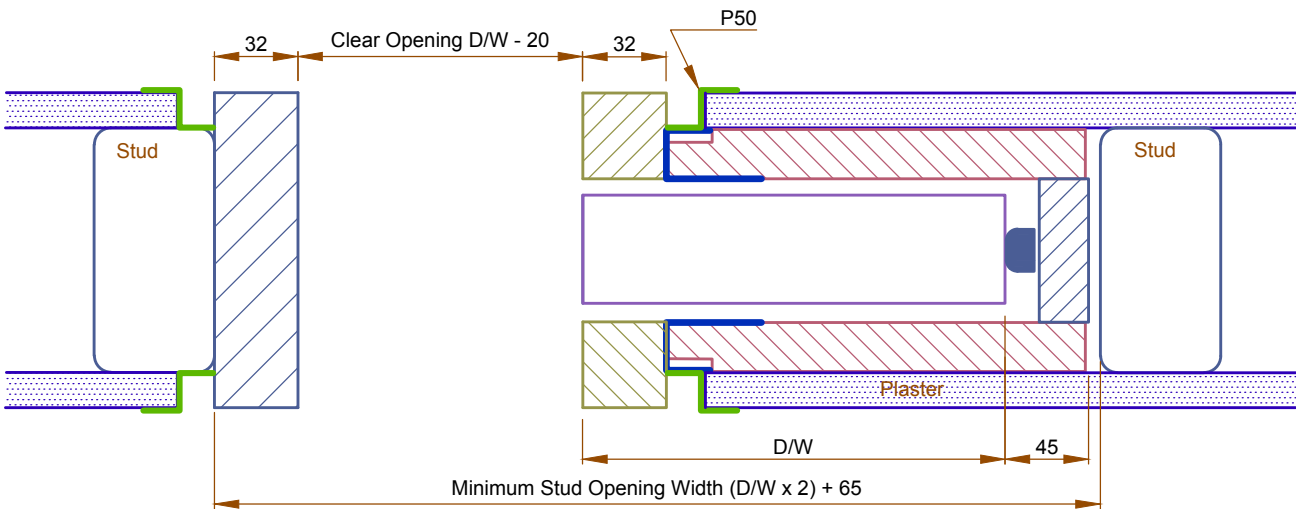 P50
32
Clear Opening D/W - 20
32
Stud
Stud
Plaster
D/W
45
Minimum Stud Opening Width (D/W x 2) + 65